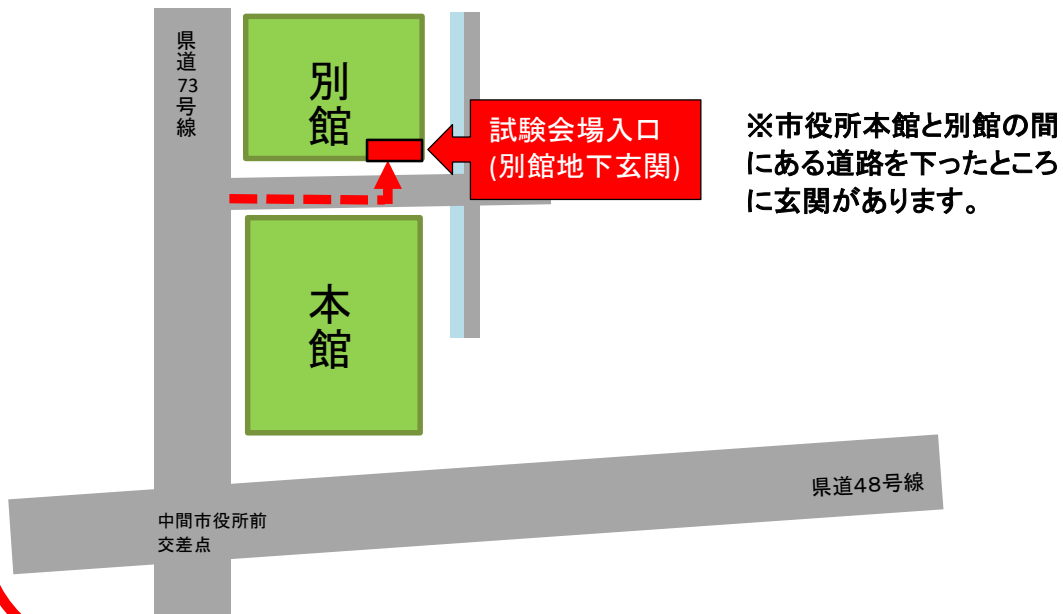 県道73号線
別館
試験会場入口
(別館地下玄関)
※市役所本館と別館の間
にある道路を下ったところ
に玄関があります。
本館
県道48号線
中間市役所前
交差点